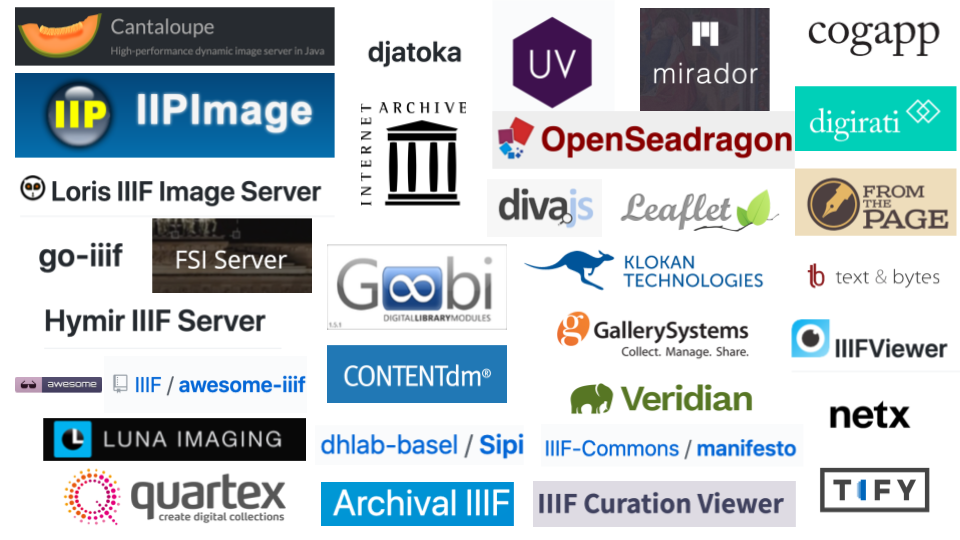 Cantaloupe
High-performance dynamic image server in Java
IIP
IIPImage
Loris IIIF Image Server
go-iiif
FSI Server
Hymir IIIF Server
awesome
IIIF / awesome-iiif
LUNA IMAGING
quartex
create digital collections
djatoka
INTERNET
ARCHIVE
Goobi
DIGITALLIBRARYMODULES
1.5.1
CONTENTdm®
dhlab-basel / Sipi
Archival IIIF
UV
mirador
OpenSeadragon
divajs
Leaflet
KLOKAN
TECHNOLOGIES
g
GallerySystems
Collect. Manage. Share.
Veridian
IIIF-Commons / manifesto
IIIF Curation Viewer
cogapp
digirati
FROM
THE
PAGE
tb text & bytes
IIIFViewer
netx
TIFY